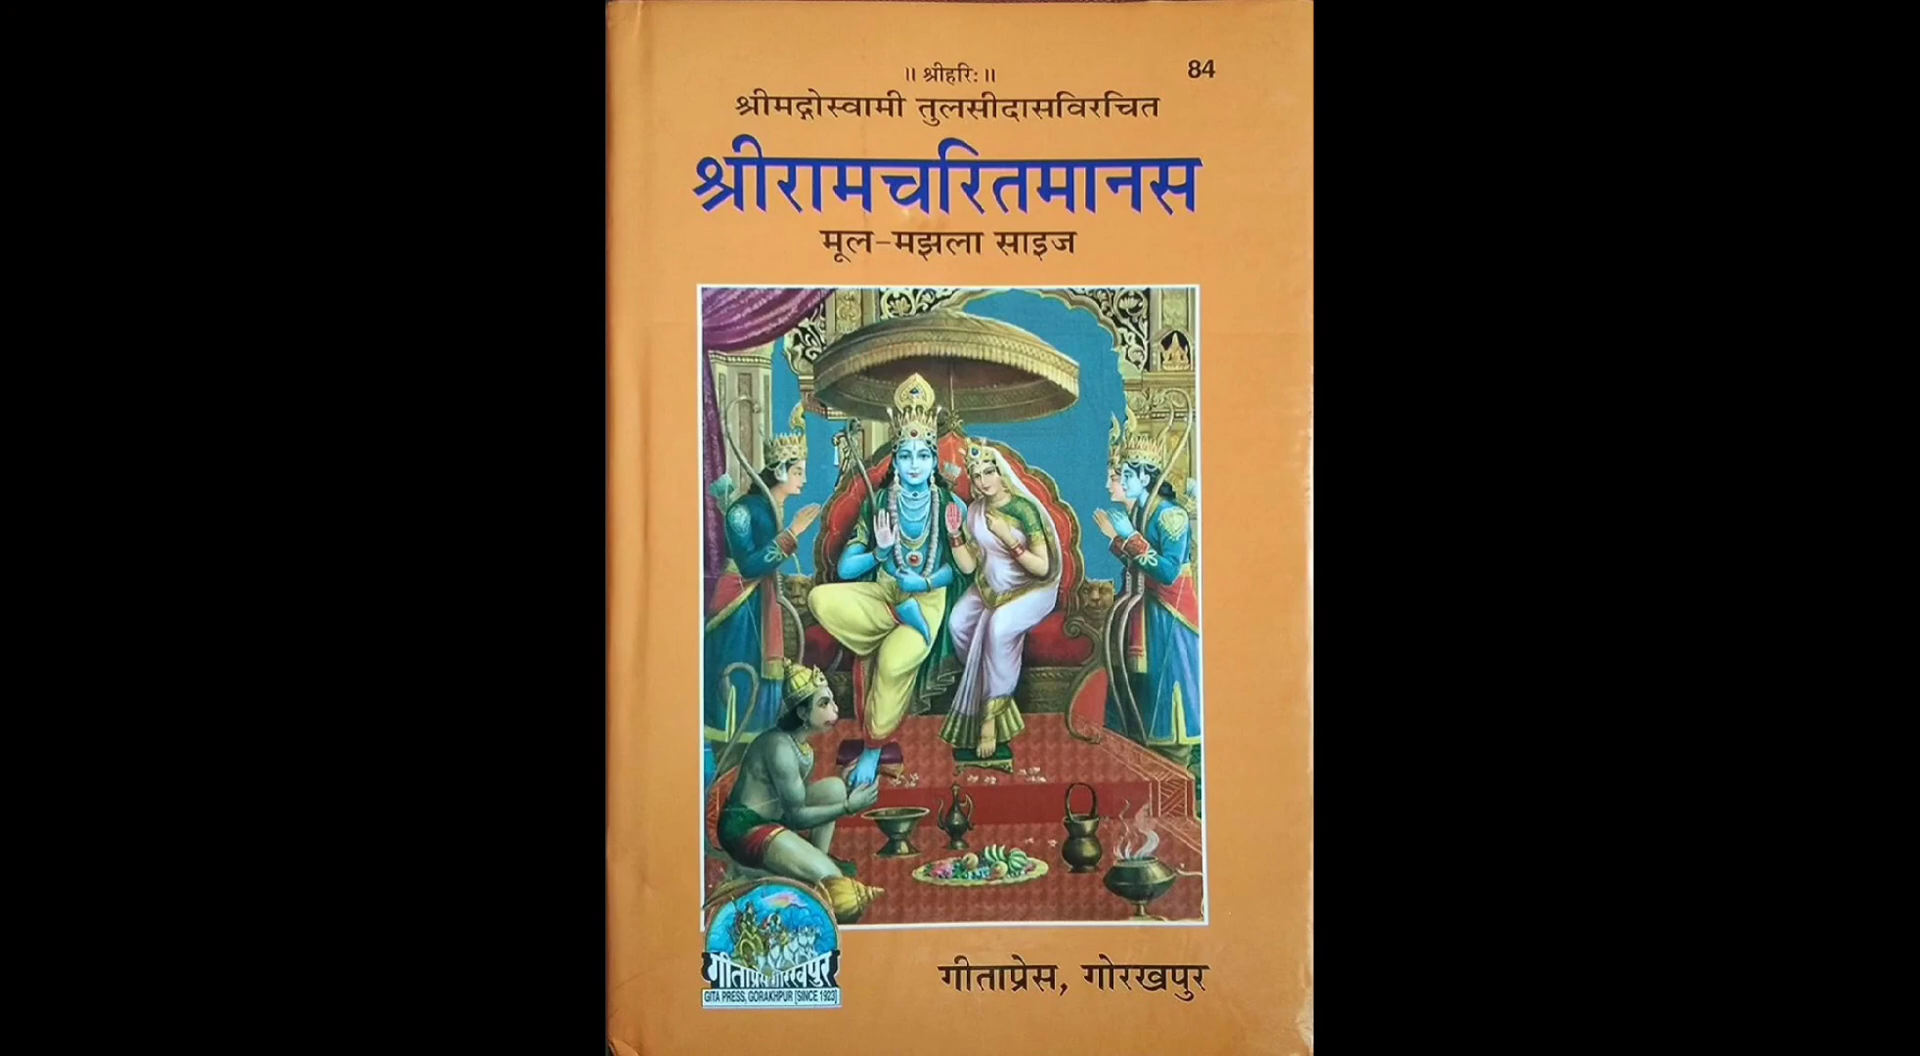 ॥ श्रीहरिः ॥
84
श्रीमद्गोस्वामी तुलसीदासविरचित
श्रीरामचरितमानस
मूल-मझला साइज
गीताप्रेस गोरखपुर
GITA PRESS, GORAKHPUR [SINCE 1923]
गीताप्रेस, गोरखपुर